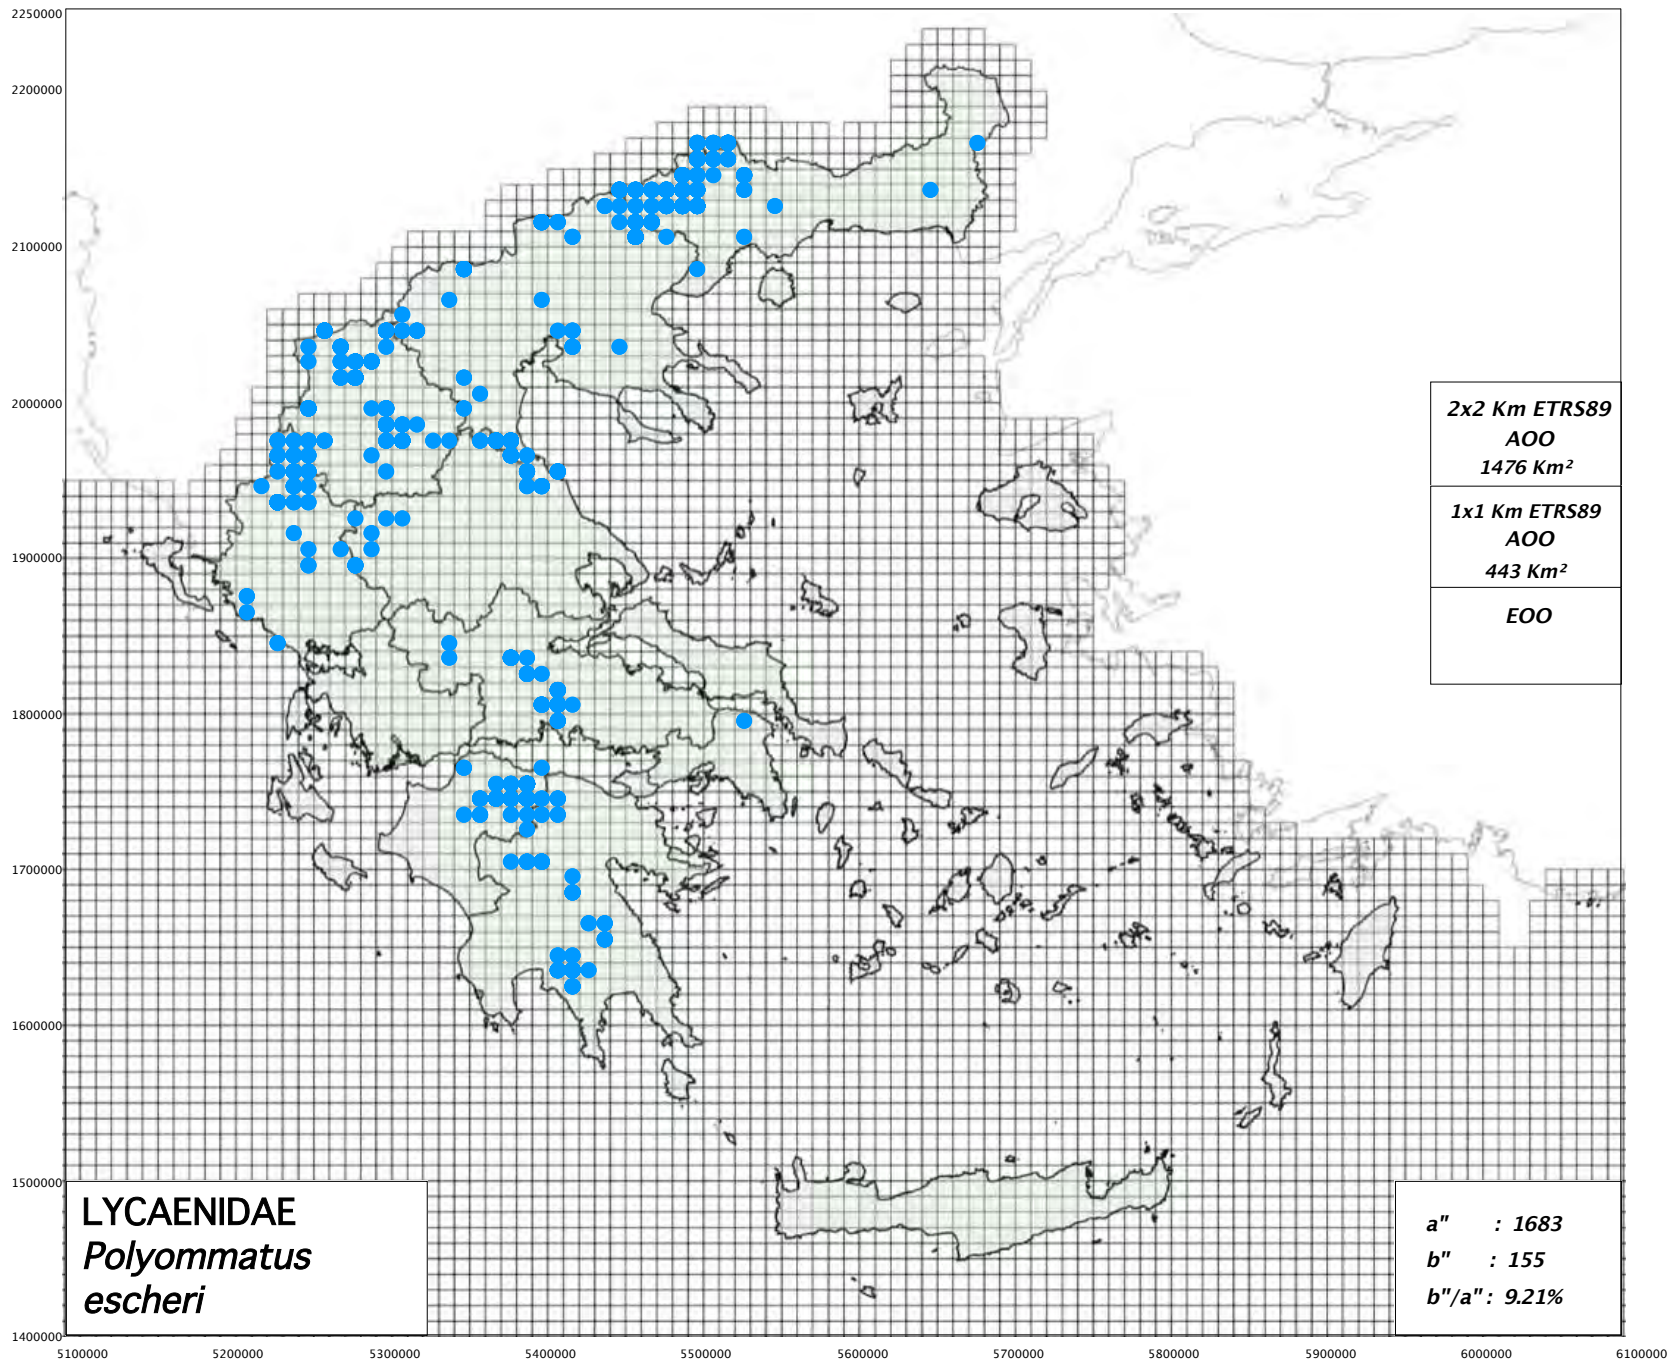 2250000
2200000
2100000
2000000
1900000
1800000
1700000
1600000
1500000
1400000
2x2 Km ETRS89
AOO
1476 Km²
1x1 Km ETRS89
AOO
443 Km²
EOO
LYCAENIDAE
Polyommatus
escheri
a" : 1683
b" : 155
b"/a" : 9.21%
5100000 5200000 5300000 5400000 5500000 5600000 5700000 5800000 5900000 6000000 6100000